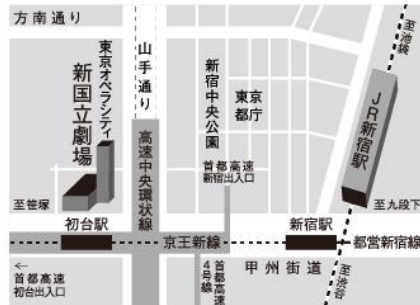 方南通り
至池袋
山手通り
東京オペラシティ
新国立劇場
新宿中央公園
東京
都庁
JR新宿駅
高速中央環状線
首都高速
新宿出入口
至笹塚
至九段下
初台駅
新宿駅
京王新線
都営新宿線
←
首都高速
初台出入口
首都高速
4号線
甲州街道
至渋谷